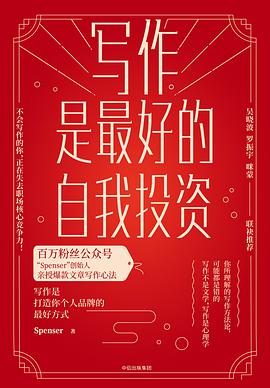 写作
是最好的
自我投资
吴晓波 罗振宇 咪蒙
联袂推荐
不会写作的你,正在失去职场核心竞争力!
百万粉丝公众号
“Spenser”创始人
亲授爆款文章写作心法
你所理解的写作方法论,
可能都是错的
写作不是文学,写作是心理学
写作是
打造你个人品牌的
最好方式
Spenser 著
中信出版集团